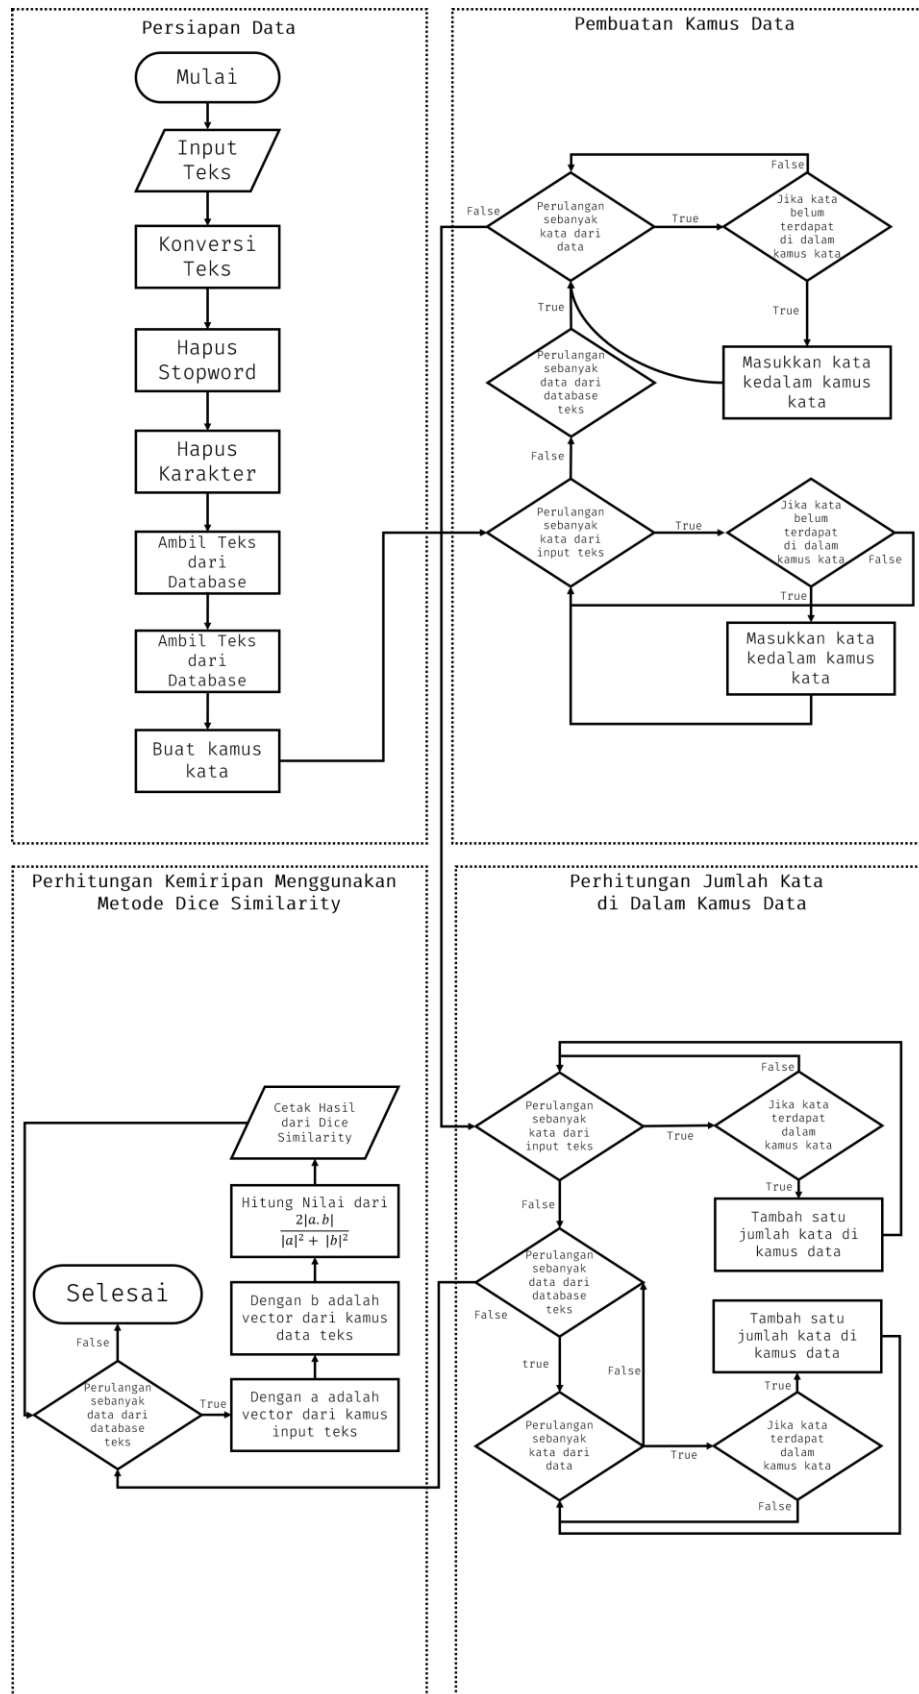 Persiapan Data
Mulai
Input
Teks
Konversi
Teks
Hapus
Stopword
Hapus
Karakter
Ambil Teks
dari
Database
Ambil Teks
dari
Database
Buat kamus
kata
Pembuatan Kamus Data
False
False
Perulangan
sebanyak
kata dari
data
True
Jika kata
belum
terdapat
di dalam
kamus kata
True
True
Perulangan
sebanyak
data dari
database
teks
Masukkan kata
kedalam kamus
kata
False
Perulangan
sebanyak
kata dari
input teks
True
Jika kata
belum
terdapat
di dalam
kamus kata
False
True
Masukkan kata
kedalam kamus
kata
Perhitungan Kemiripan Menggunakan
Metode Dice Similarity
Cetak Hasil
dari Dice
Similarity
Hitung Nilai dari
2|a.b|
|a|² + |b|²
Dengan b adalah
vector dari kamus
data teks
Dengan a adalah
vector dari kamus
input teks
Selesai
False
Perulangan
sebanyak
data dari
database
teks
True
Perhitungan Jumlah Kata
di Dalam Kamus Data
False
Perulangan
sebanyak
kata dari
input teks
True
Jika kata
terdapat
dalam
kamus kata
True
False
Tambah satu
jumlah kata di
kamus data
Perulangan
sebanyak
data dari
database
teks
False
true
False
Tambah satu
jumlah kata di
kamus data
True
Perulangan
sebanyak
kata dari
data
True
Jika kata
terdapat
dalam
kamus kata
False